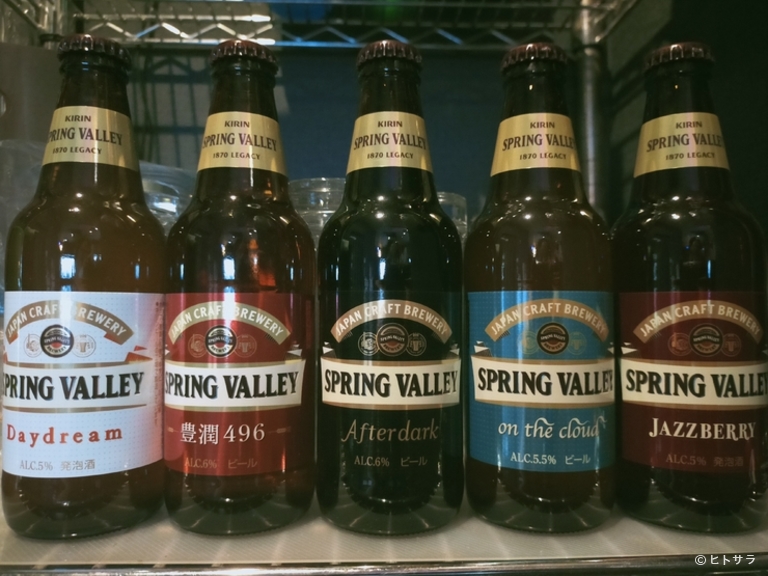 KIRIN
SPRING VALLEY
1870 LEGACY
JAPAN CRAFT BREWERY
SPRING VALLEY
Daydream
ALC.5% 発泡酒
KIRIN
SPRING VALLEY
1870 LEGACY
JAPAN CRAFT BREWERY
SPRING VALLEY
豊潤 496
ALC.6% ビール
KIRIN
SPRING VALLEY
1870 LEGACY
JAPAN CRAFT BREWERY
SPRING VALLEY
Afterdark
ALC.6% ビール
KIRIN
SPRING VALLEY
1870 LEGACY
JAPAN CRAFT BREWERY
SPRING VALLEY
on the cloud
ALC.5.5% ビール
KIRIN
SPRING VALLEY
1870 LEGACY
JAPAN CRAFT BREWERY
SPRING VALLEY
JAZZBERRY
ALC.5% 発泡酒
©ヒトサラ